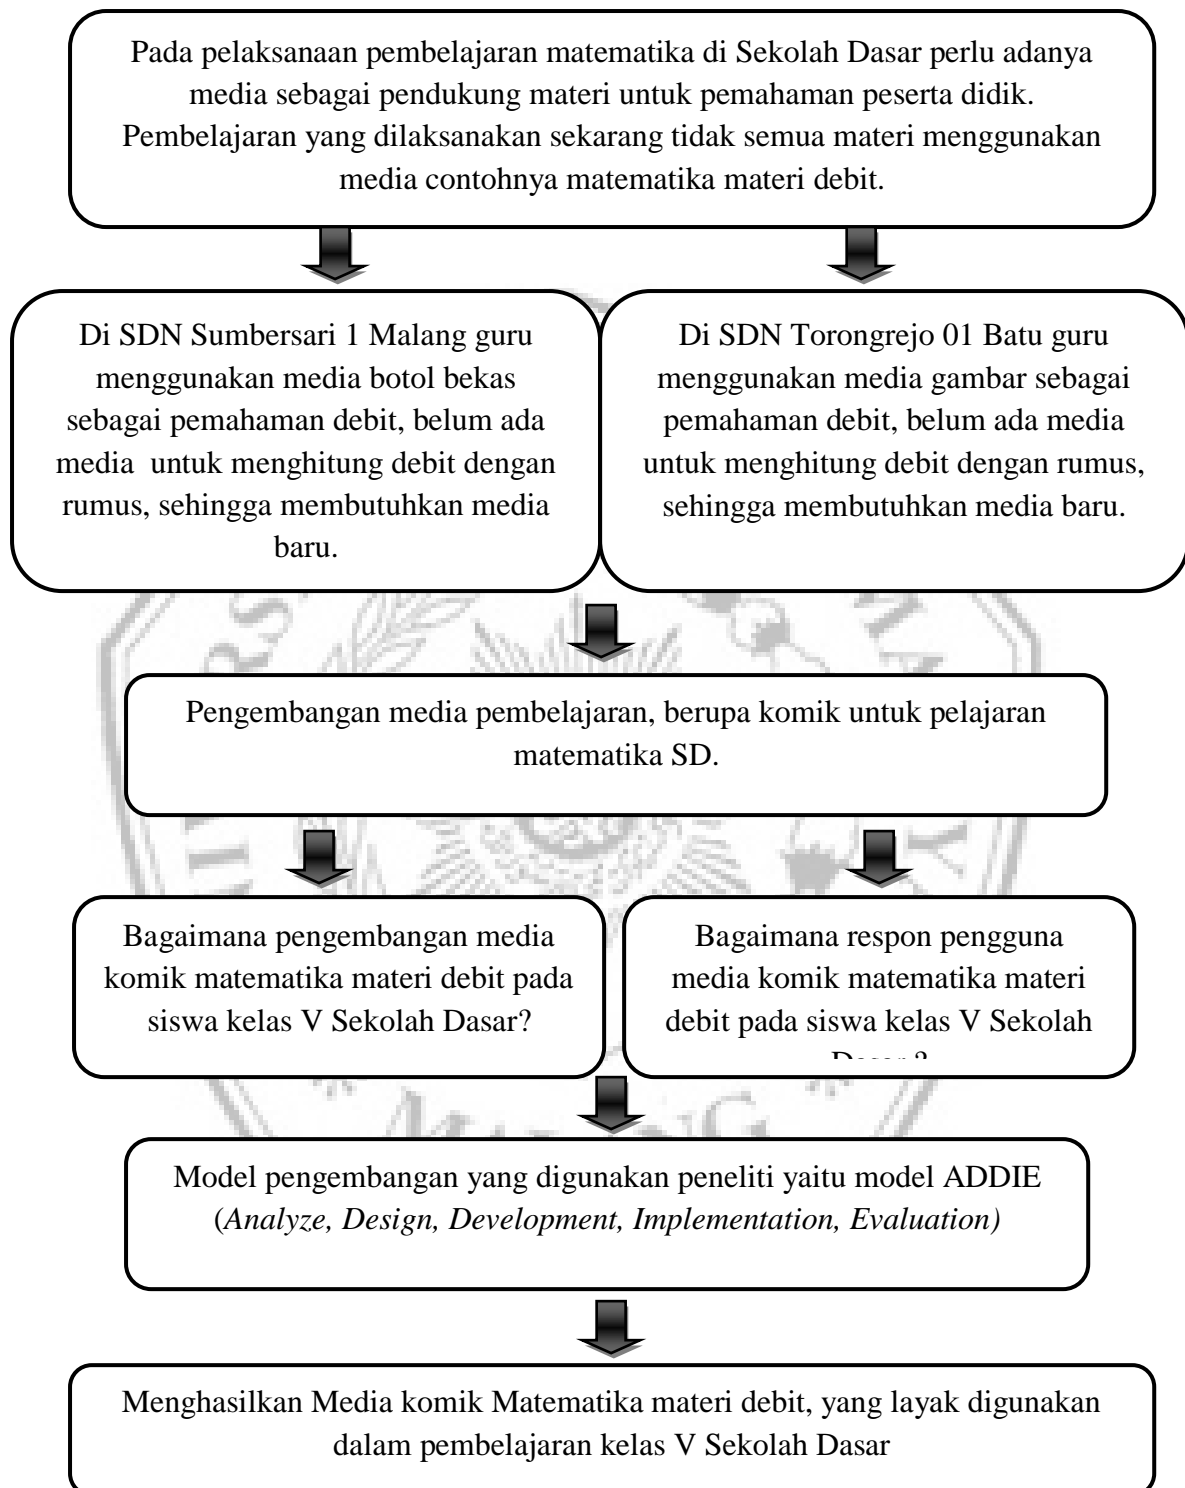 Pada pelaksanaan pembelajaran matematika di Sekolah Dasar perlu adanya
media sebagai pendukung materi untuk pemahaman peserta didik.
Pembelajaran yang dilaksanakan sekarang tidak semua materi menggunakan
media contohnya matematika materi debit.
Di SDN Sumbersari 1 Malang guru
menggunakan media botol bekas
sebagai pemahaman debit, belum ada
media untuk menghitung debit dengan
rumus, sehingga membutuhkan media
baru.
Di SDN Torongrejo 01 Batu guru
menggunakan media gambar sebagai
pemahaman debit, belum ada media
untuk menghitung debit dengan rumus,
sehingga membutuhkan media baru.
Pengembangan media pembelajaran, berupa komik untuk pelajaran
matematika SD.
Bagaimana pengembangan media
komik matematika materi debit pada
siswa kelas V Sekolah Dasar?
Bagaimana respon pengguna
media komik matematika materi
debit pada siswa kelas V Sekolah
Dasar ?
Model pengembangan yang digunakan peneliti yaitu model ADDIE
(Analyze, Design, Development, Implementation, Evaluation)
Menghasilkan Media komik Matematika materi debit, yang layak digunakan
dalam pembelajaran kelas V Sekolah Dasar